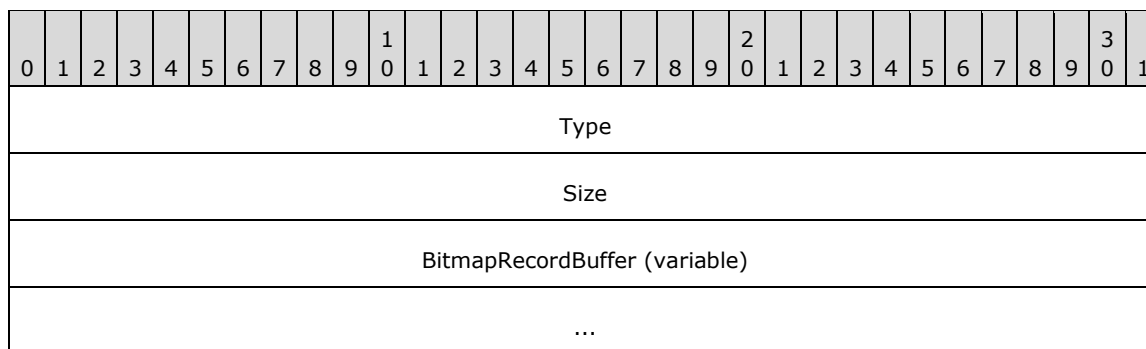 1 2 3
0 1 2 3 4 5 6 7 8 9 0 1 2 3 4 5 6 7 8 9 0 1 2 3 4 5 6 7 8 9 0 1
Type
Size
BitmapRecordBuffer (variable)
...